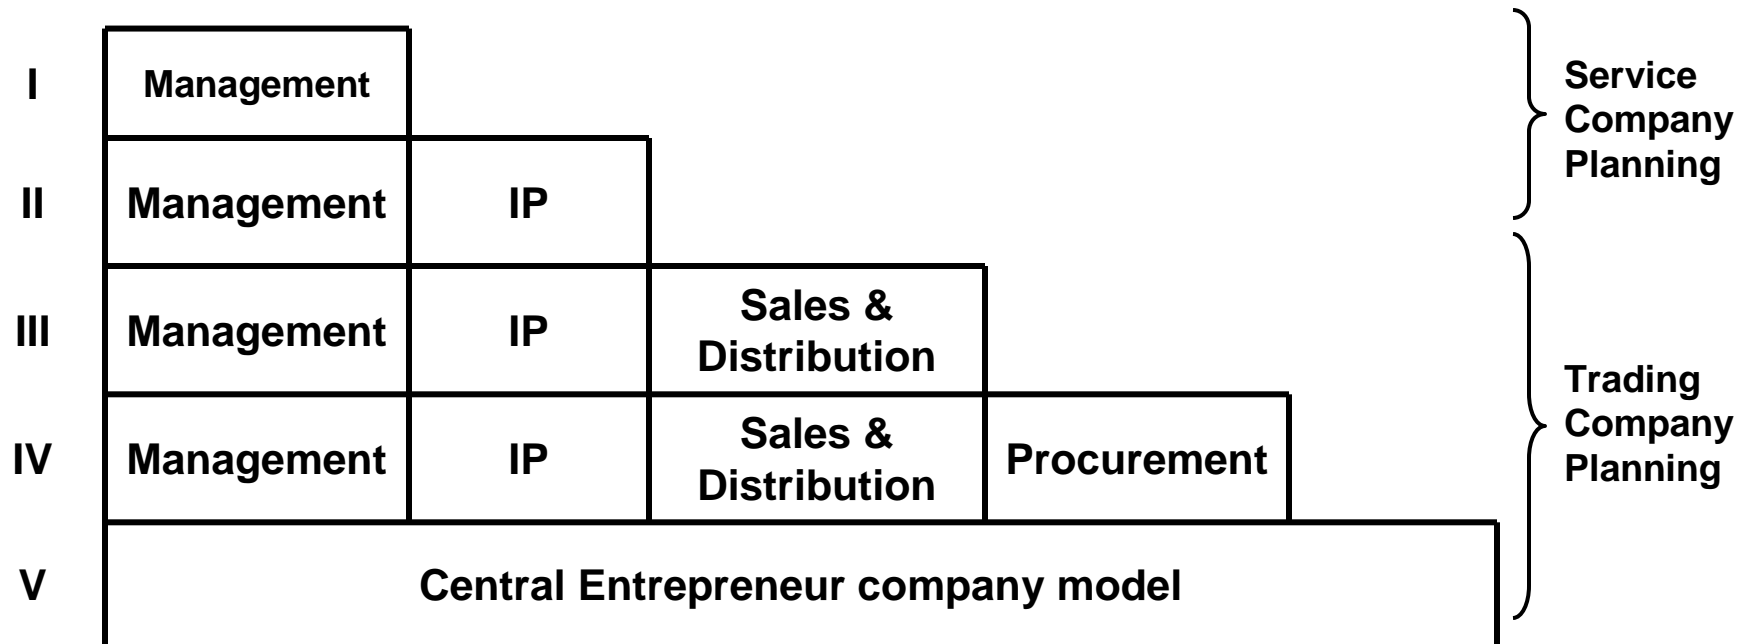 I
Management
Service
Company
Planning
II
Management
IP
III
Management
IP
Sales &
Distribution
Trading
Company
Planning
IV
Management
IP
Sales &
Distribution
Procurement
V
Central Entrepreneur company model